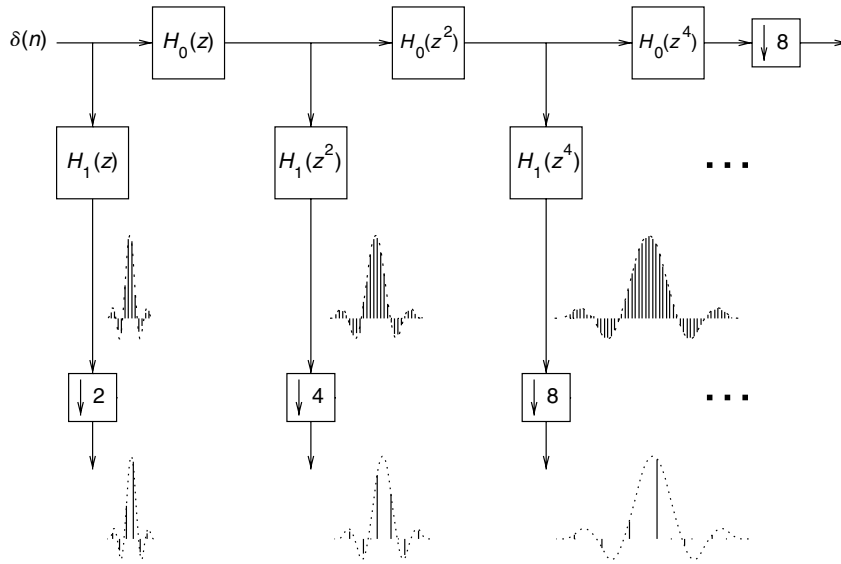 δ(n) H₀(z) H₀(z²) H₀(z⁴) ↓ 8
H₁(z) H₁(z²) H₁(z⁴) ...
↓ 2 ↓ 4 ↓ 8 ...